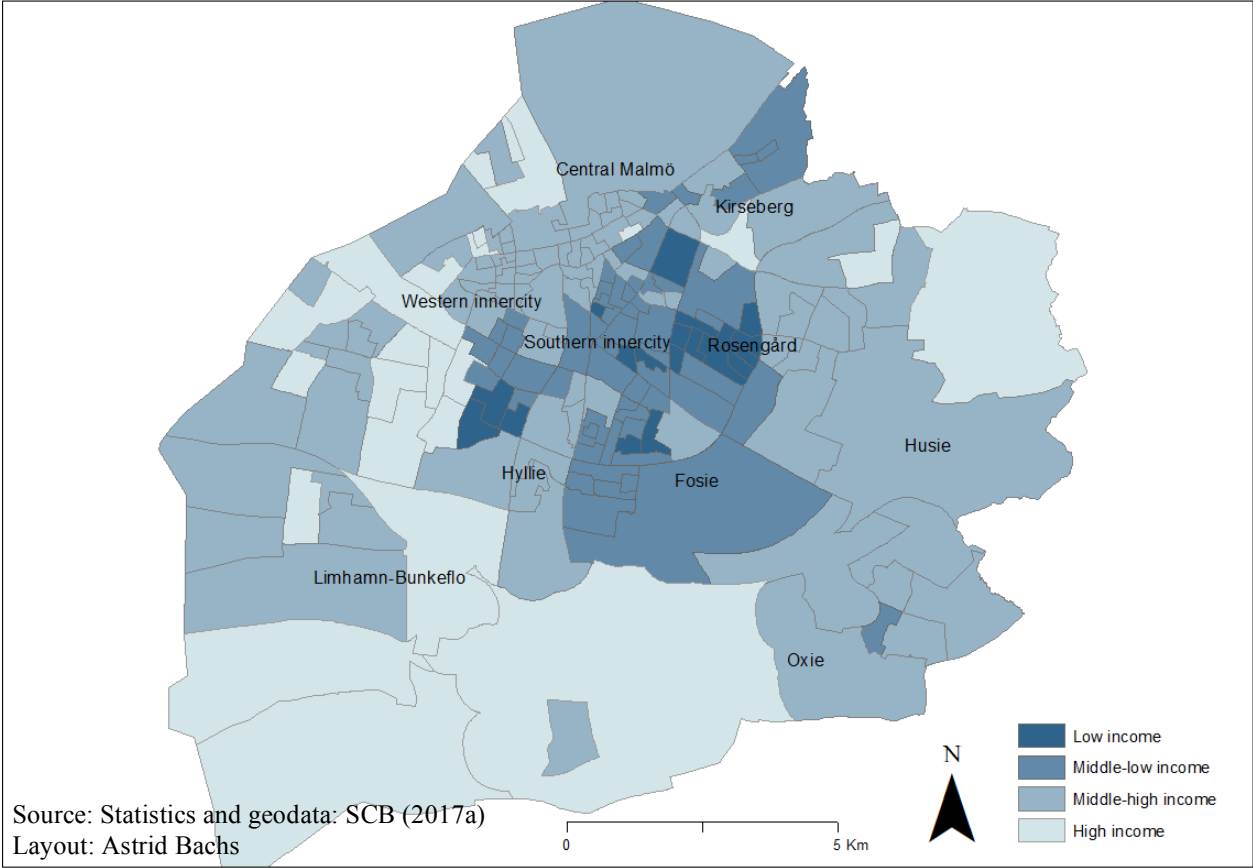 Central Malmö
Kirseberg
Western innercity
Southern innercity
Rosengård
Husie
Hyllie
Fosie
Limhamn-Bunkeflo
Oxie
N
Low income
Middle-low income
Middle-high income
High income
Source: Statistics and geodata: SCB (2017a)
Layout: Astrid Bachs
0 5 Km